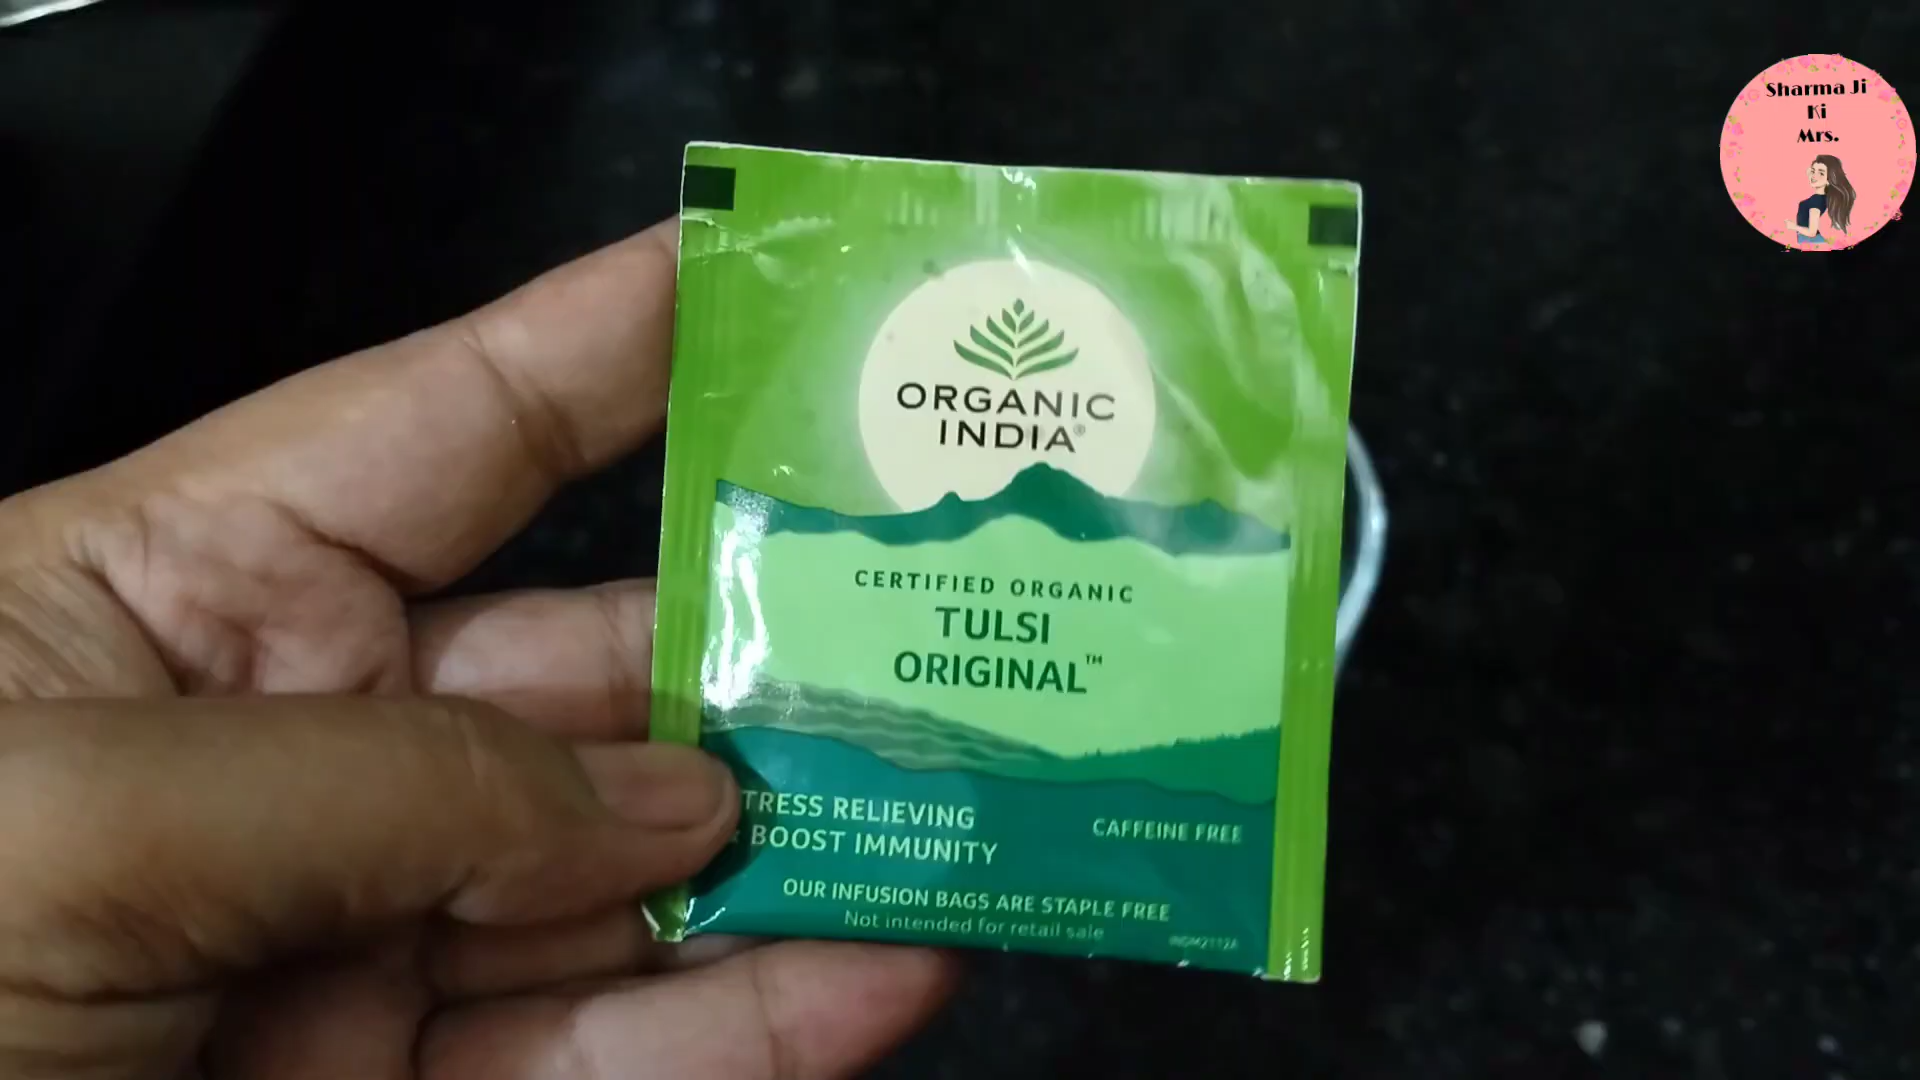 Sharma Ji
Ki
Mrs.
ORGANIC
INDIA®
CERTIFIED ORGANIC
TULSI
ORIGINAL™
TRESS RELIEVING
& BOOST IMMUNITY
CAFFEINE FREE
OUR INFUSION BAGS ARE STAPLE FREE
Not intended for retail sale